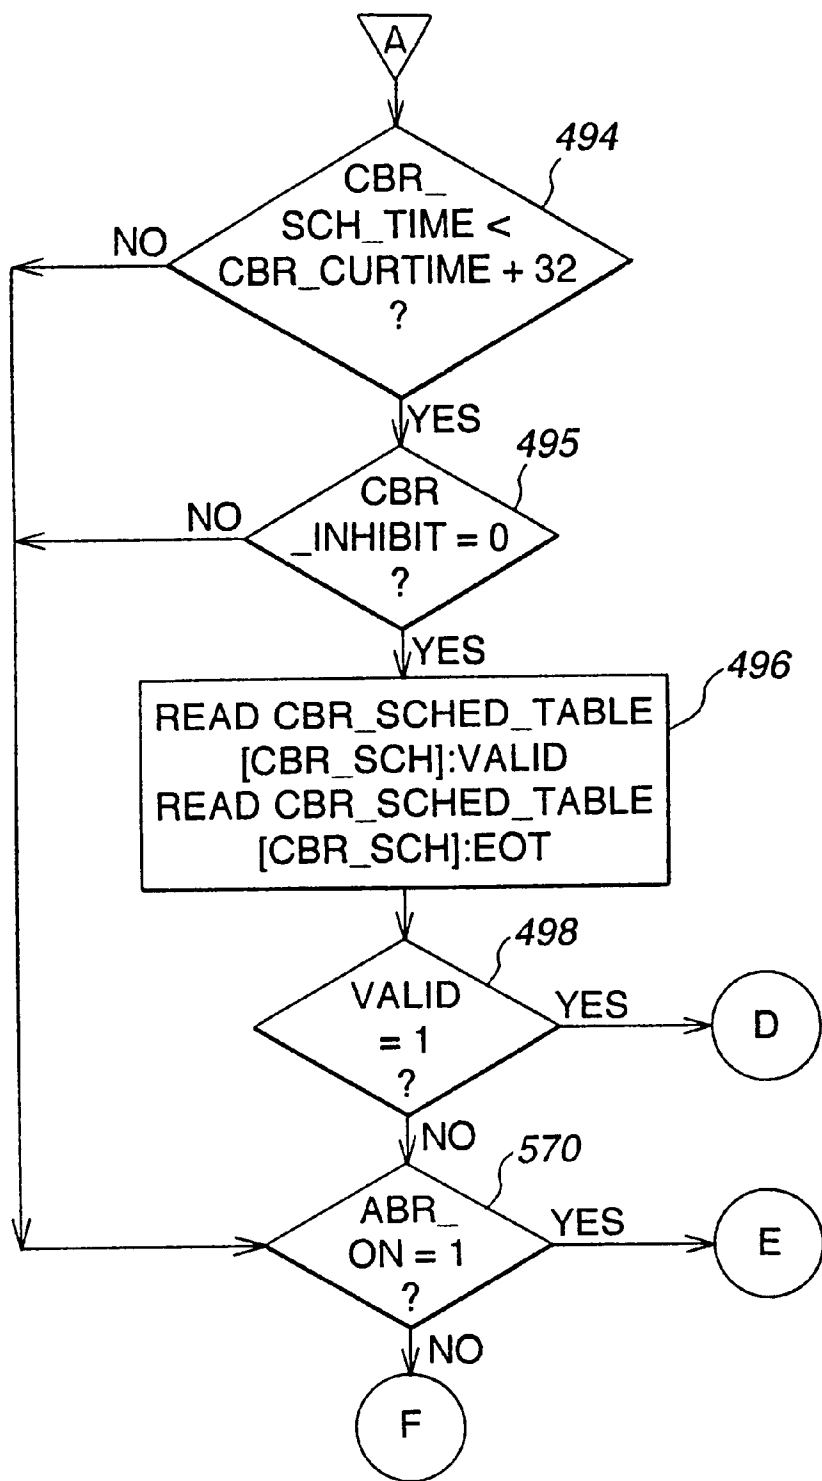 A
494
CBR_
SCH_TIME <
CBR_CURTIME + 32
?
NO
YES
495
CBR
_INHIBIT = 0
?
NO
YES
496
READ CBR_SCHED_TABLE
[CBR_SCH]:VALID
READ CBR_SCHED_TABLE
[CBR_SCH]:EOT
498
VALID
= 1
?
YES
D
NO
570
ABR_
ON = 1
?
YES
E
NO
F